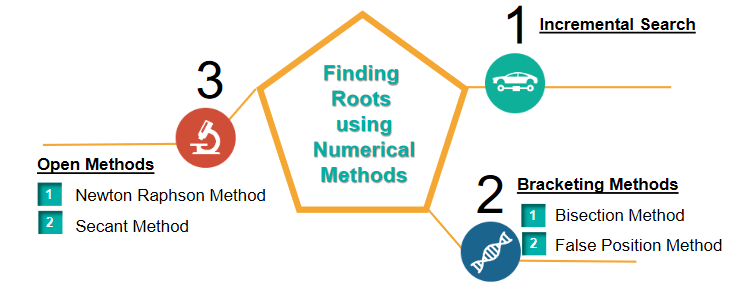 Finding
Roots
using
Numerical
Methods
1
Incremental Search
2
Bracketing Methods
1 Bisection Method
2 False Position Method
3
Open Methods
1 Newton Raphson Method
2 Secant Method